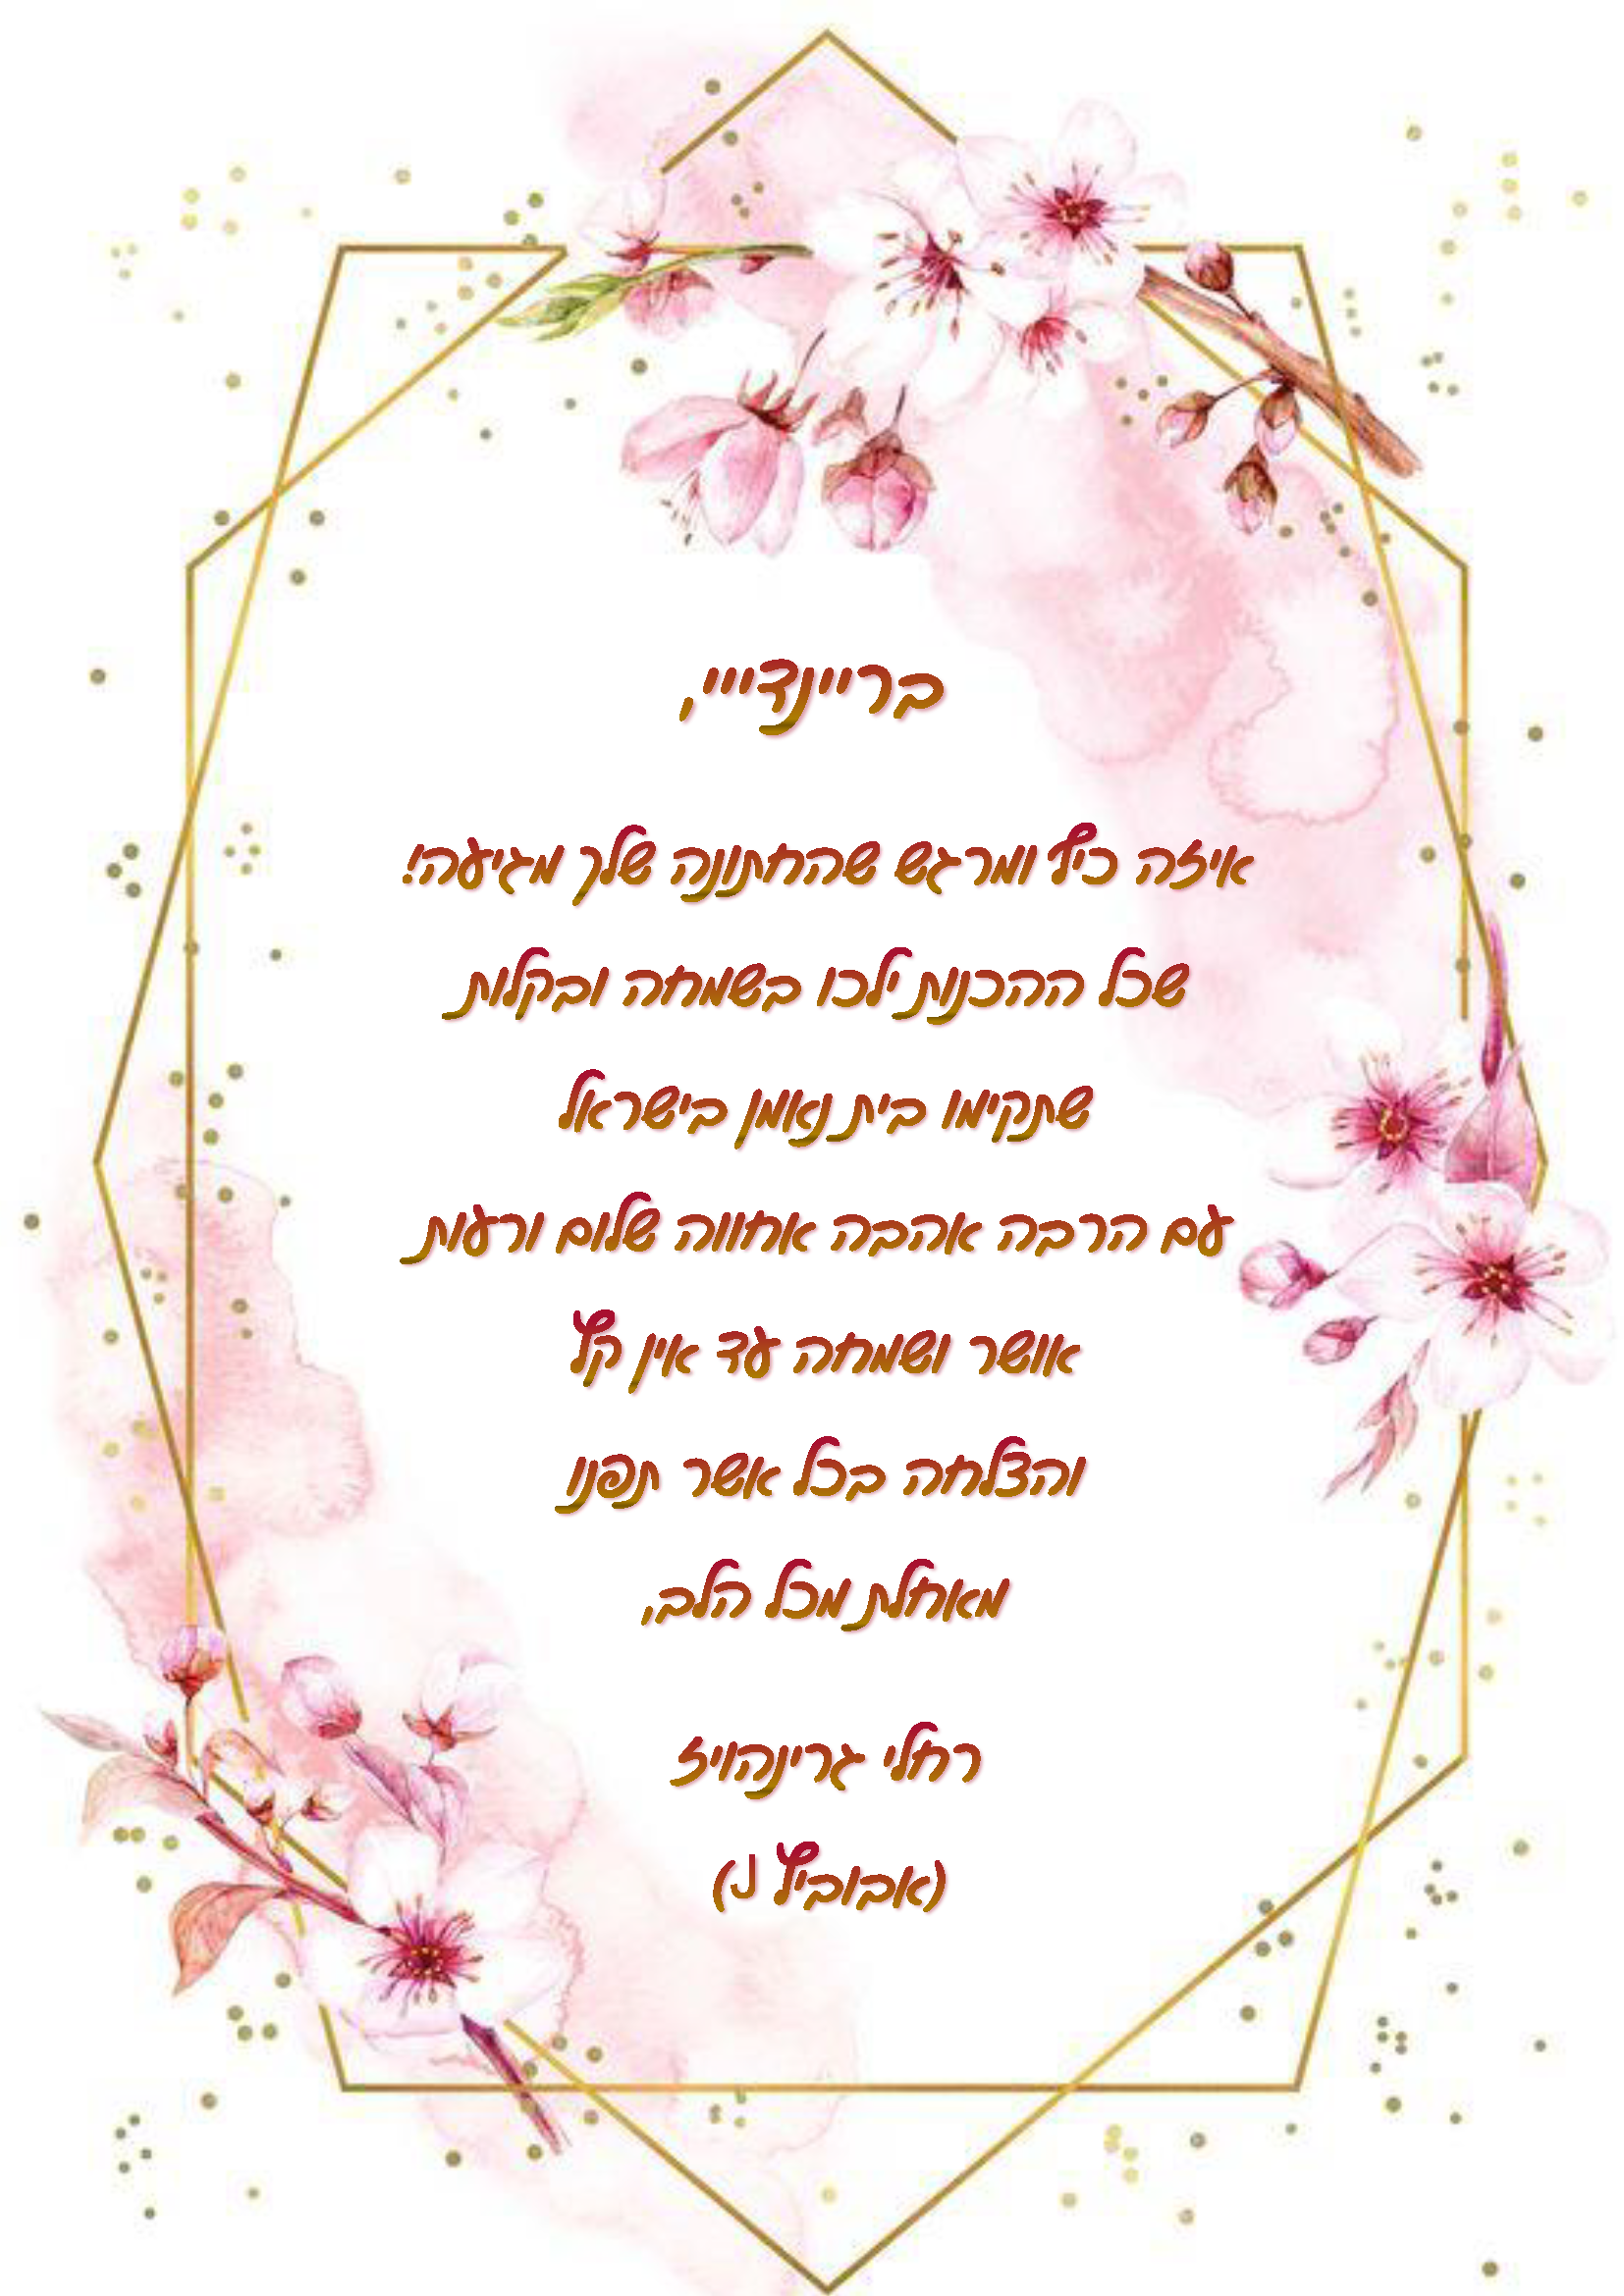 בריינדייי,
איזה כיף ומרגש שהחתונה שלך מגיעה!
שכל ההכנות ילכו בשמחה ובקלות
שתקימו בית נאמן בישראל
עם הרבה אהבה אחווה שלום ורעות
אושר ושמחה עד אין קץ
והצלחה בכל אשר תפנו
מאחלת מכל הלב,
רחלי גרינהויז
(אבוביץ J)